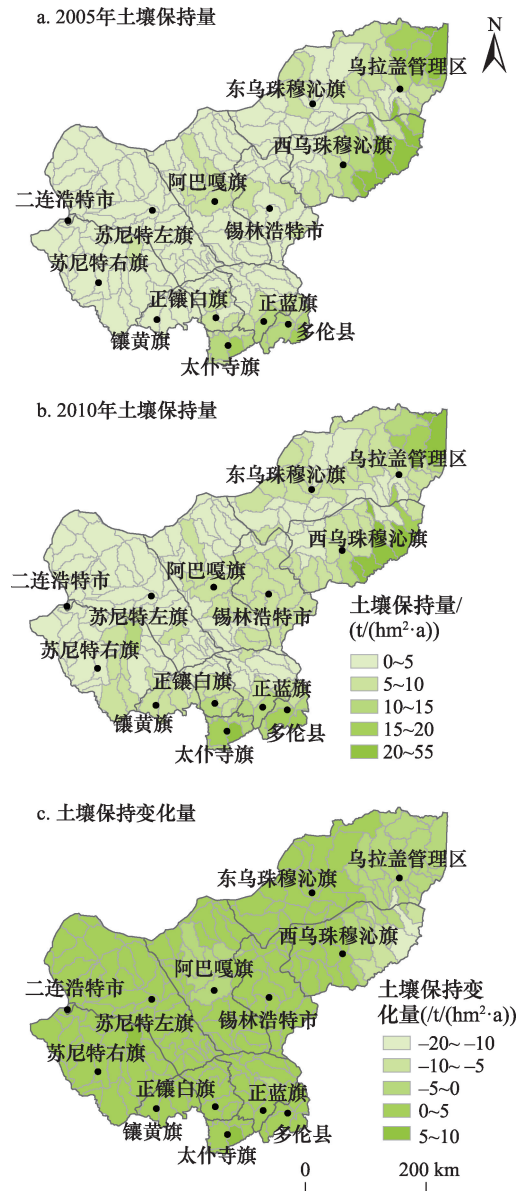 a. 2005年土壤保持量
N
乌拉盖管理区
东乌珠穆沁旗
西乌珠穆沁旗
阿巴嘎旗
二连浩特市
苏尼特左旗
锡林浩特市
苏尼特右旗
正镶白旗
正蓝旗
镶黄旗
多伦县
太仆寺旗
b. 2010年土壤保持量
乌拉盖管理区
东乌珠穆沁旗
西乌珠穆沁旗
阿巴嘎旗
二连浩特市
苏尼特左旗
锡林浩特市
苏尼特右旗
正镶白旗
正蓝旗
镶黄旗
多伦县
太仆寺旗
土壤保持量/
(t/(hm²·a))
0~5
5~10
10~15
15~20
20~55
c. 土壤保持变化量
乌拉盖管理区
东乌珠穆沁旗
西乌珠穆沁旗
阿巴嘎旗
二连浩特市
苏尼特左旗
锡林浩特市
苏尼特右旗
正镶白旗
正蓝旗
镶黄旗
多伦县
太仆寺旗
土壤保持变
化量(/t/(hm²·a))
–20~ –10
–10~ –5
–5~0
0~5
5~10
0 200 km